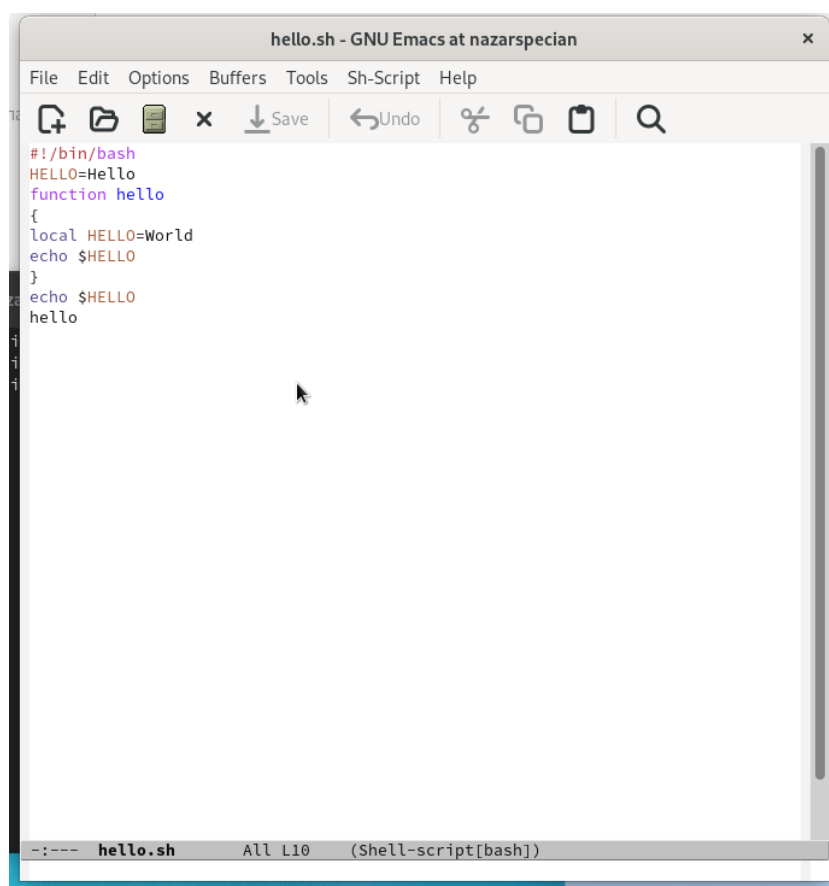 hello.sh - GNU Emacs at nazarspecian
File Edit Options Buffers Tools Sh-Script Help
Save Undo
#!/bin/bash
HELLO=Hello
function hello
{
local HELLO=World
echo $HELLO
}
echo $HELLO
hello
-:--- hello.sh All L10 (Shell-script[bash])